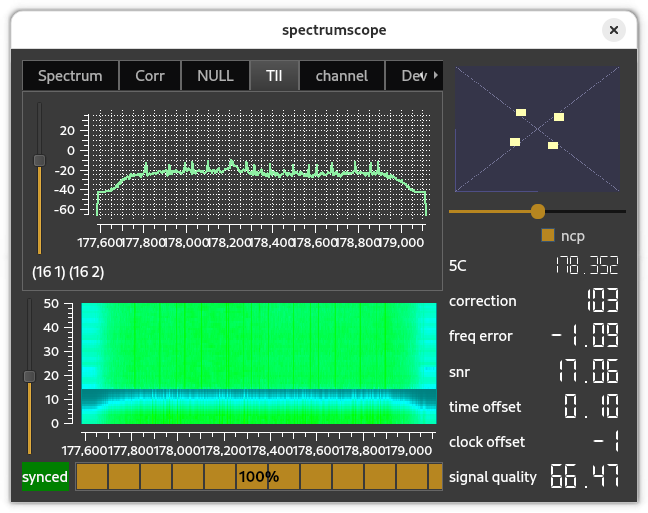 spectrumscope
Spectrum Corr NULL TII channel Dev
20
0
-20
-40
-60
177,600 177,800 178,000 178,200 178,400 178,600 178,800 179,000
(16 1) (16 2)
50
40
30
20
10
0
177,600 177,800 178,000 178,200 178,400 178,600 178,800 179,000
synced 100%
ncp
5C 178.352
correction 103
freq error -1.09
snr 17.06
time offset 0.10
clock offset -1
signal quality 66.47